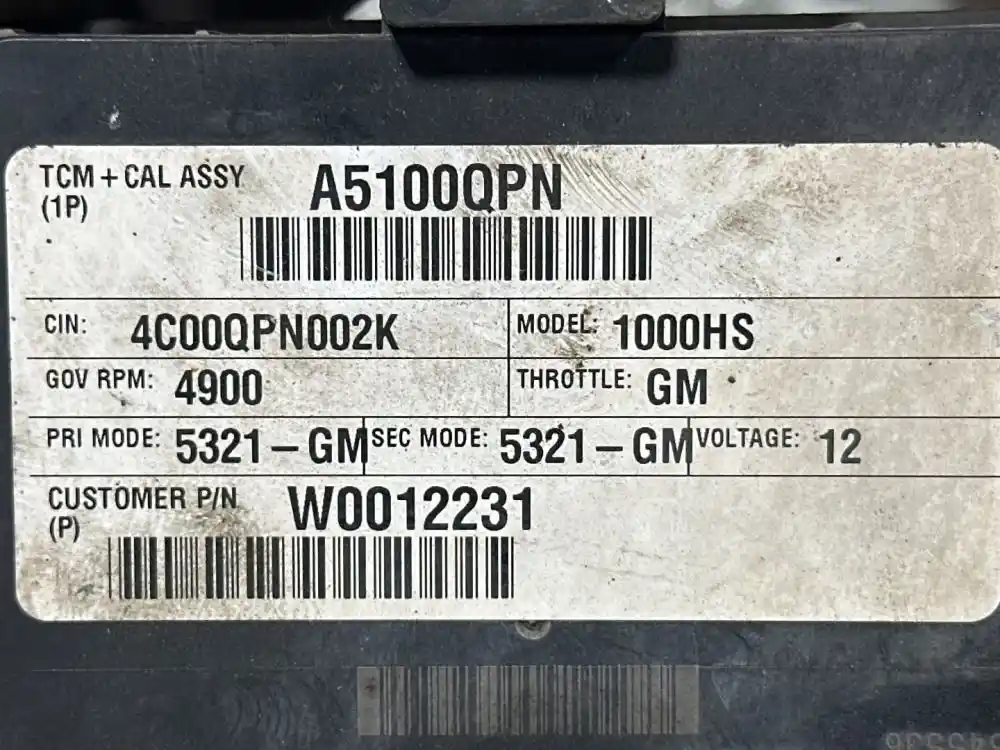 TCM + CAL ASSY A5100QPN
(1P)
CIN: 4C00QPN002K MODEL: 1000HS
GOV RPM: 4900 THROTTLE: GM
PRI MODE: 5321 – GM SEC MODE: 5321 – GM VOLTAGE: 12
CUSTOMER P/N W0012231
(P)